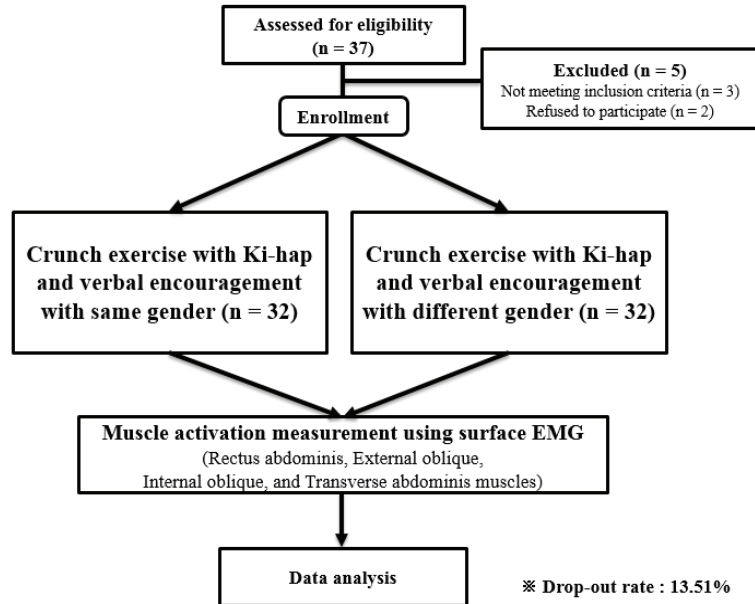 Assessed for eligibility
(n = 37)
Excluded (n = 5)
Not meeting inclusion criteria (n = 3)
Refused to participate (n = 2)
Enrollment
Crunch exercise with Ki-hap
and verbal encouragement
with same gender (n = 32)
Crunch exercise with Ki-hap
and verbal encouragement
with different gender (n = 32)
Muscle activation measurement using surface EMG
(Rectus abdominis, External oblique,
Internal oblique, and Transverse abdominis muscles)
Data analysis
※ Drop-out rate : 13.51%